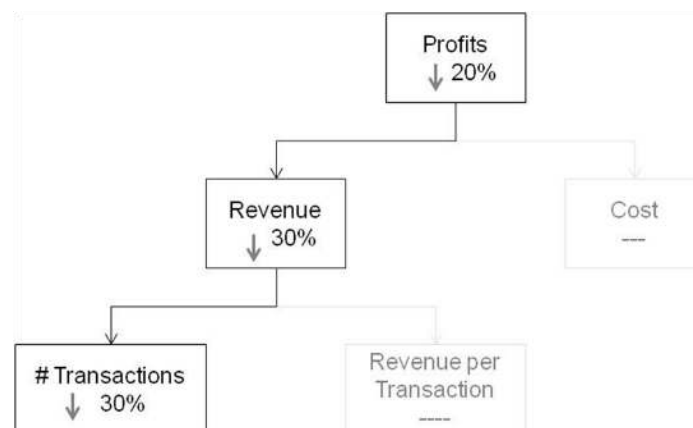 Profits
↓ 20%
Revenue
↓ 30%
Cost
---
# Transactions
↓ 30%
Revenue per
Transaction
----